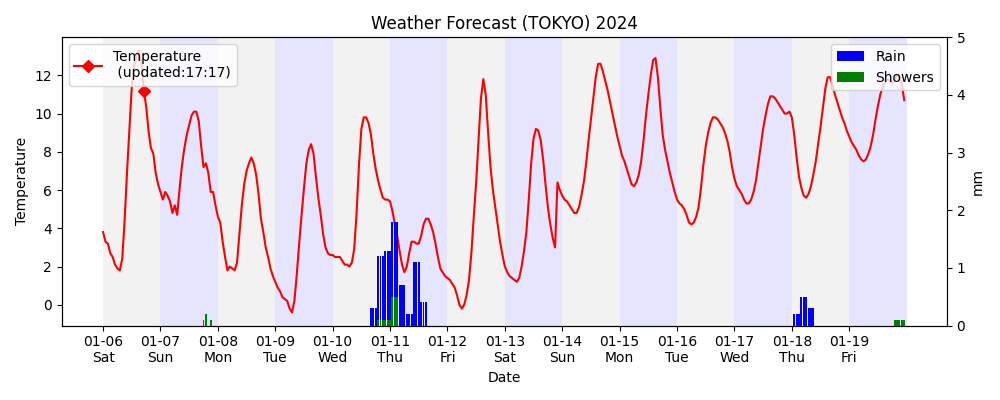 Weather Forecast (TOKYO) 2024
Temperature
(updated:17:17)
Rain
Showers
Temperature
12
10
8
6
4
2
0
5
4
3
2
1
0
mm
01-06 01-07 01-08 01-09 01-10 01-11 01-12 01-13 01-14 01-15 01-16 01-17 01-18 01-19
Sat Sun Mon Tue Wed Thu Fri Sat Sun Mon Tue Wed Thu Fri
Date